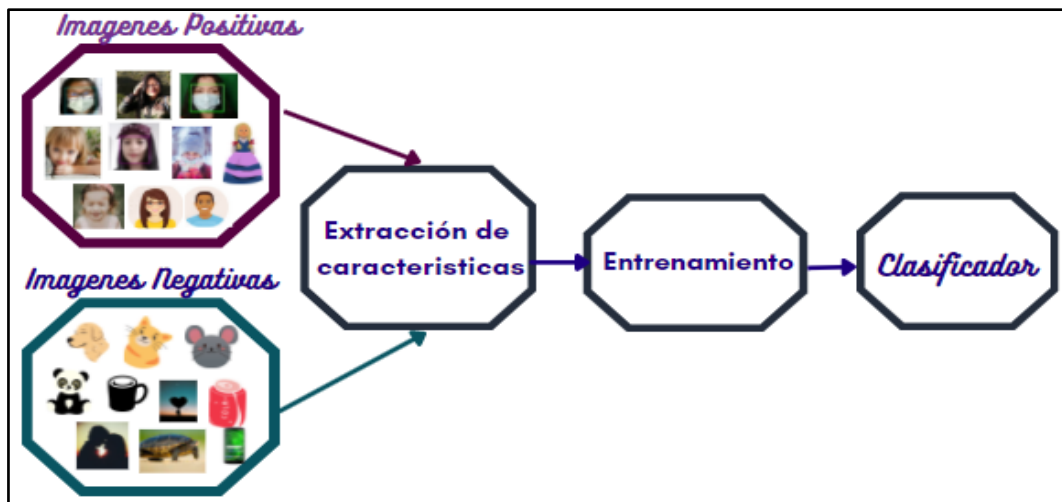 Imagenes Positivas
Extracción de
caracteristicas
Entrenamiento
Clasificador
Imagenes Negativas